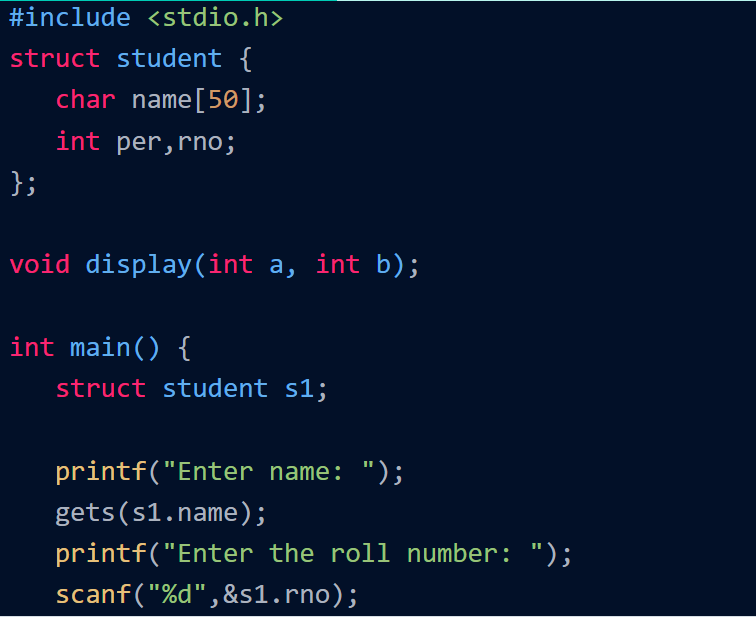 #include <stdio.h>
struct student {
   char name[50];
   int per,rno;
};

void display(int a, int b);

int main() {
   struct student s1;

   printf("Enter name: ");
   gets(s1.name);
   printf("Enter the roll number: ");
   scanf("%d",&s1.rno);